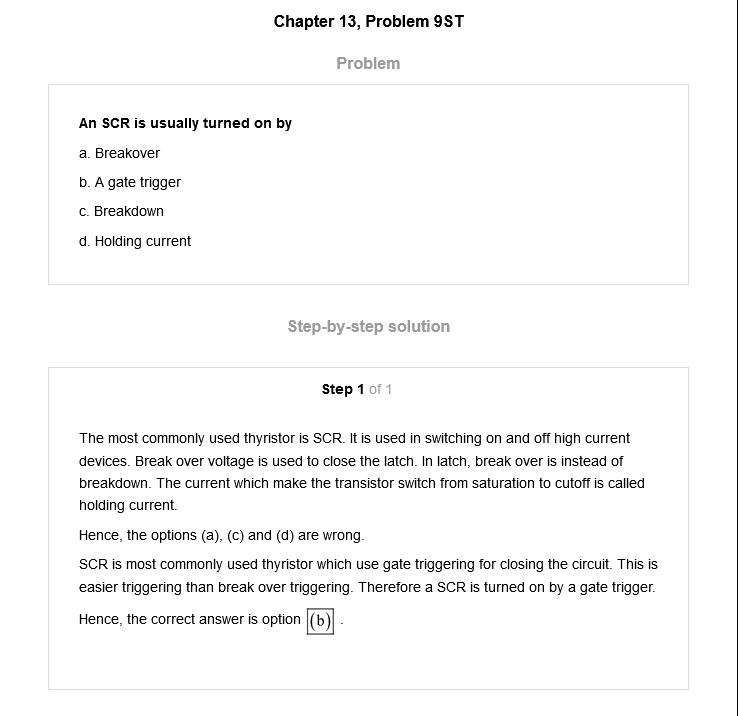 Chapter 13, Problem 9ST
Problem
An SCR is usually turned on by
a. Breakover
b. A gate trigger
c. Breakdown
d. Holding current
Step-by-step solution
Step 1 of 1
The most commonly used thyristor is SCR. It is used in switching on and off high current
devices. Break over voltage is used to close the latch. In latch, break over is instead of
breakdown. The current which make the transistor switch from saturation to cutoff is called
holding current.
Hence, the options (a), (c) and (d) are wrong.
SCR is most commonly used thyristor which use gate triggering for closing the circuit. This is
easier triggering than break over triggering. Therefore a SCR is turned on by a gate trigger.
Hence, the correct answer is option (b) .